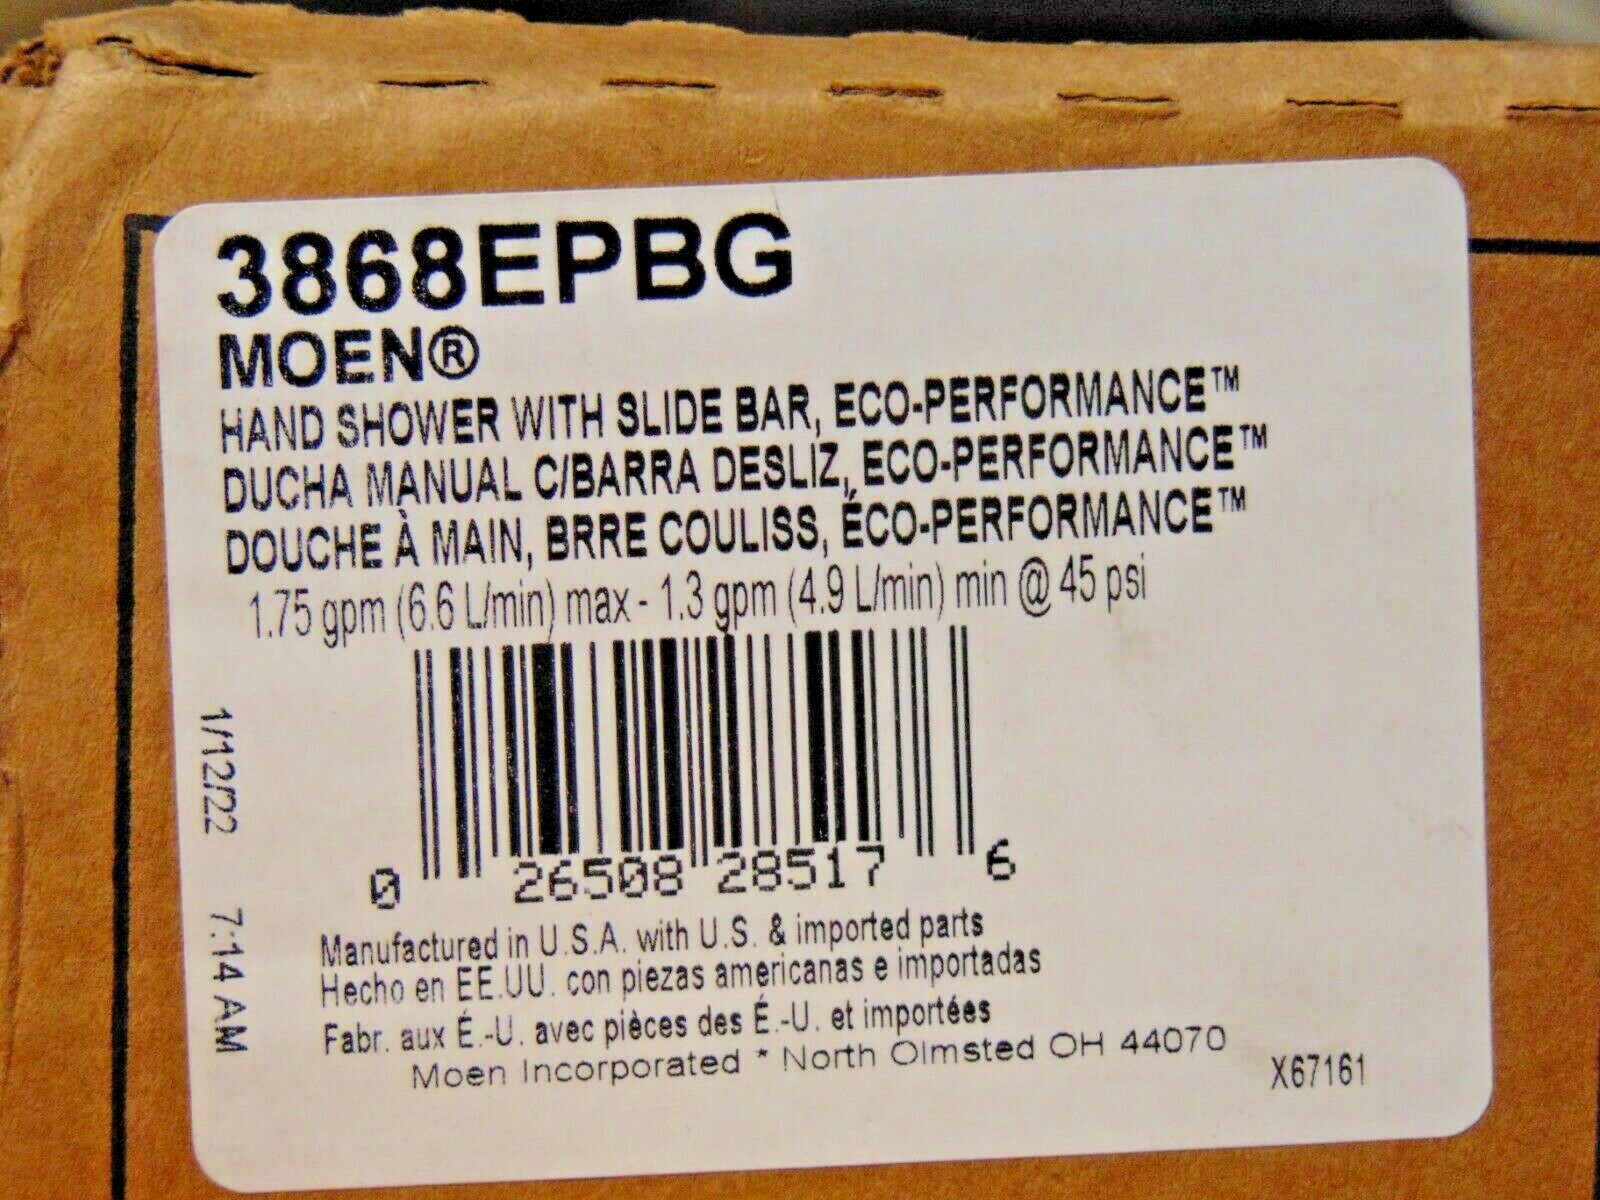 3868EPBG
MOEN®
HAND SHOWER WITH SLIDE BAR, ECO-PERFORMANCE™
DUCHA MANUAL C/BARRA DESLIZ, ECO-PERFORMANCE™
DOUCHE À MAIN, BRRE COULISS, ÉCO-PERFORMANCE™
1.75 gpm (6.6 L/min) max - 1.3 gpm (4.9 L/min) min @ 45 psi
0 26508 28517 6
1/12/22 7:14 AM
Manufactured in U.S.A. with U.S. & imported parts
Hecho en EE.UU. con piezas americanas e importadas
Fabr. aux É.-U. avec pièces des É.-U. et importées
Moen Incorporated * North Olmsted OH 44070
X67161